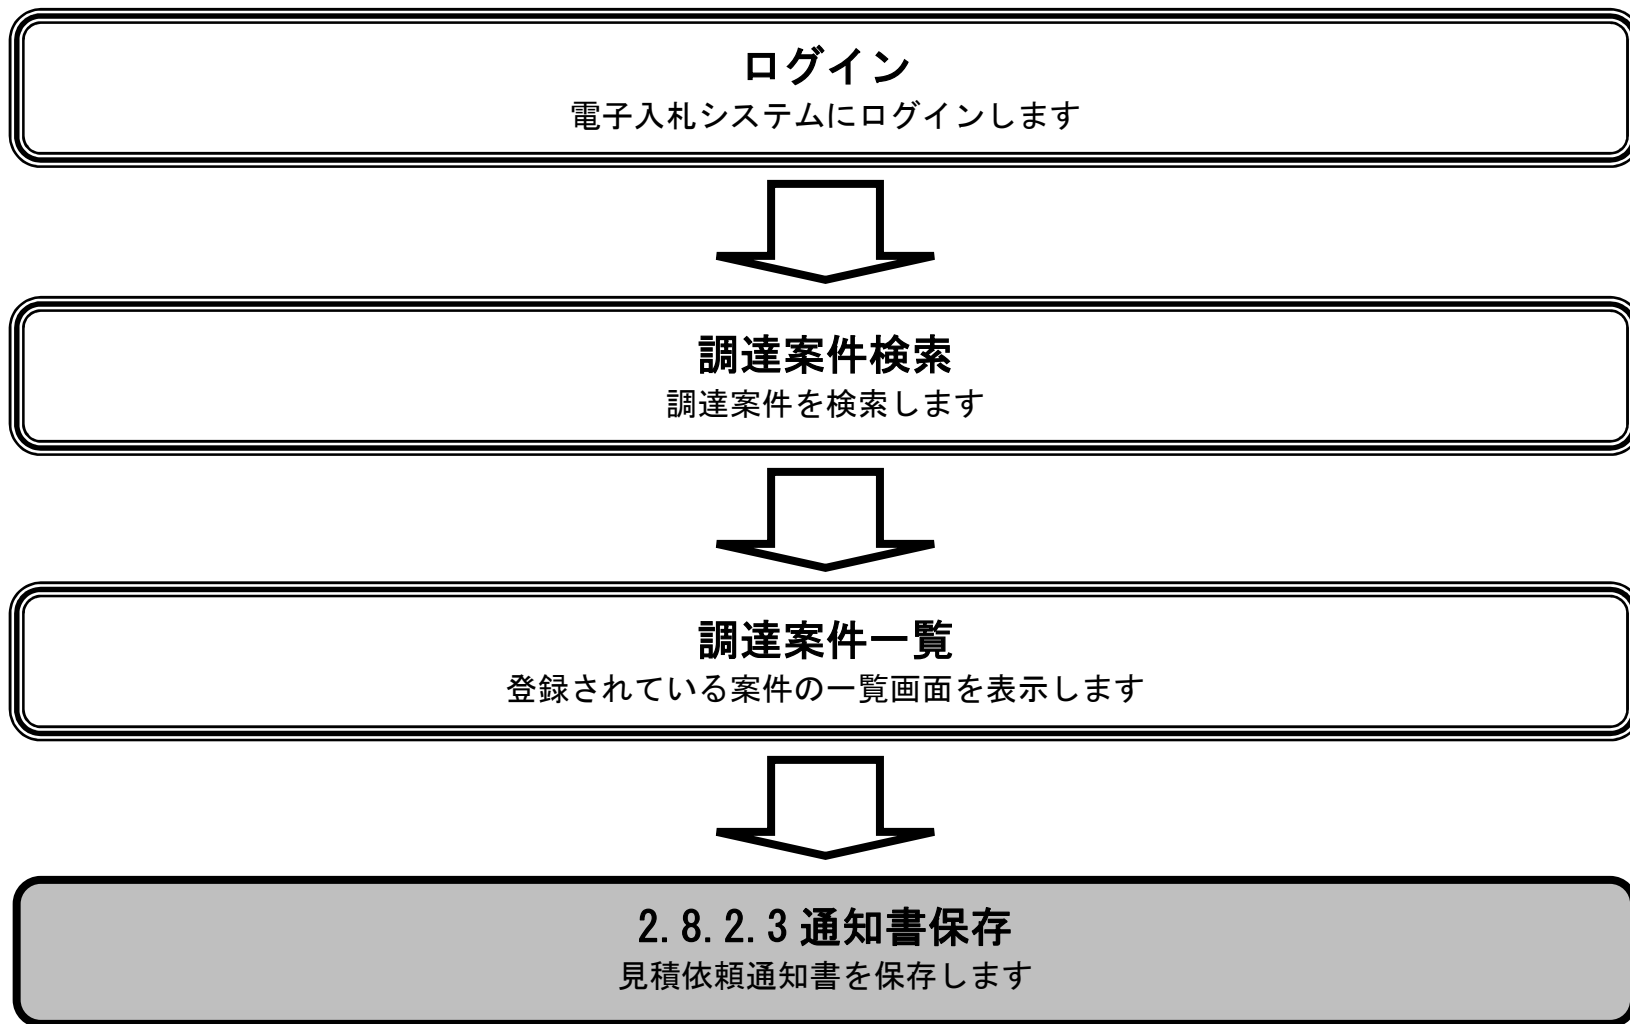 ログイン
電子入札システムにログインします
調達案件検索
調達案件を検索します
調達案件一覧
登録されている案件の一覧画面を表示します
2.8.2.3 通知書保存
見積依頼通知書を保存します